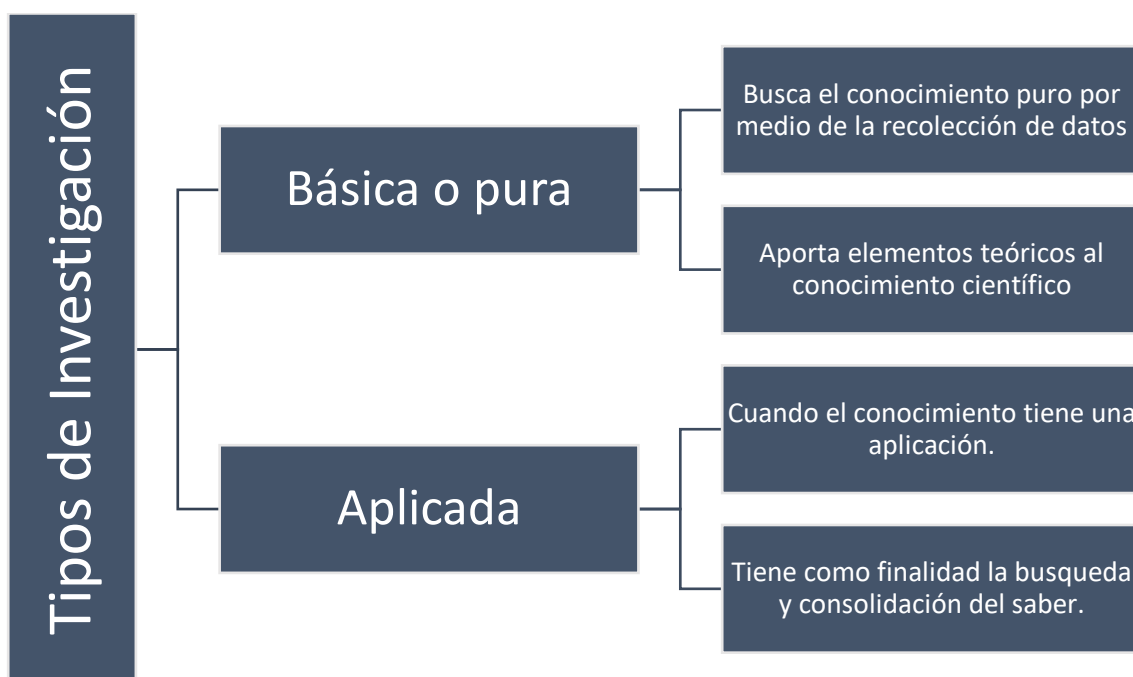 Tipos de Investigación
Básica o pura
Busca el conocimiento puro por
medio de la recolección de datos
Aporta elementos teóricos al
conocimiento científico
Aplicada
Cuando el conocimiento tiene una
aplicación.
Tiene como finalidad la busqueda
y consolidación del saber.